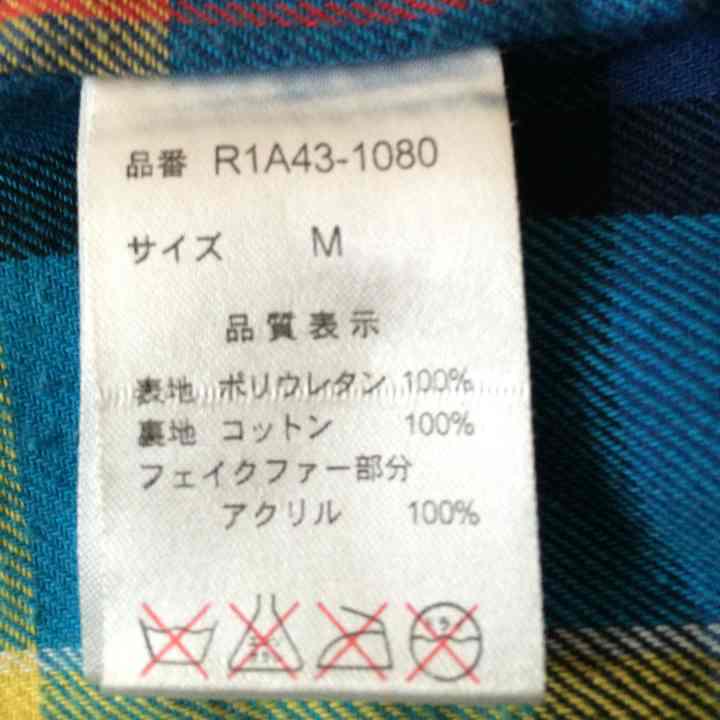 品番 R1A43-1080
サイズ M
品質表示
表地 ポリウレタン 100%
裏地 コットン 100%
フェイクファー部分
アクリル 100%